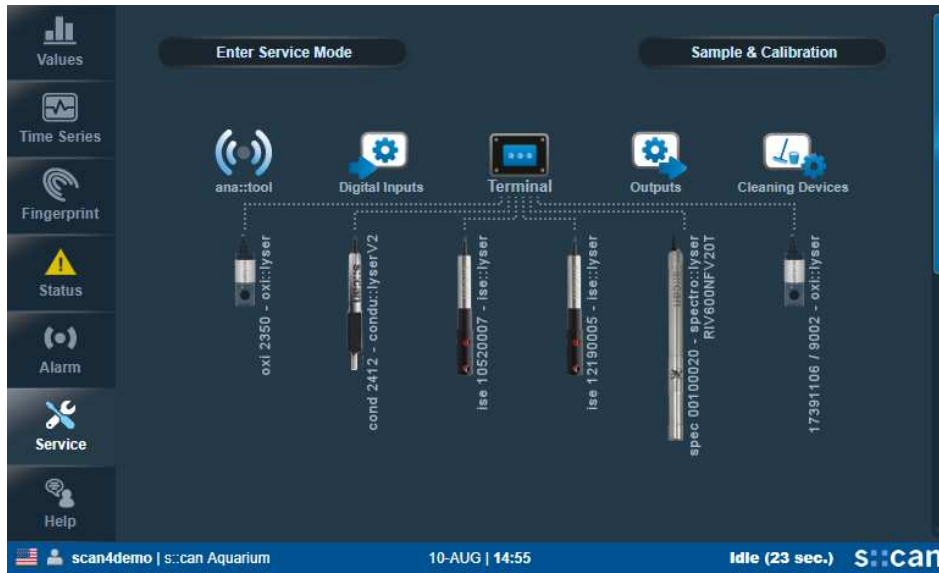 Values
Time Series
Fingerprint
Status
Alarm
Service
Help
Enter Service Mode
Sample & Calibration
ana::tool
Digital Inputs
Terminal
Outputs
Cleaning Devices
oxi 2350 - oxi::lyser
cond 2412 - condu::lyserV2
ise 10520007 - ise::lyser
ise 12190005 - ise::lyser
spec 00100020 - spectro::lyser
RIV600NFV20T
17391106 / 9002 - oxi::lyser
scan4demo | s::can Aquarium
10-AUG | 14:55
Idle (23 sec.)
s::can